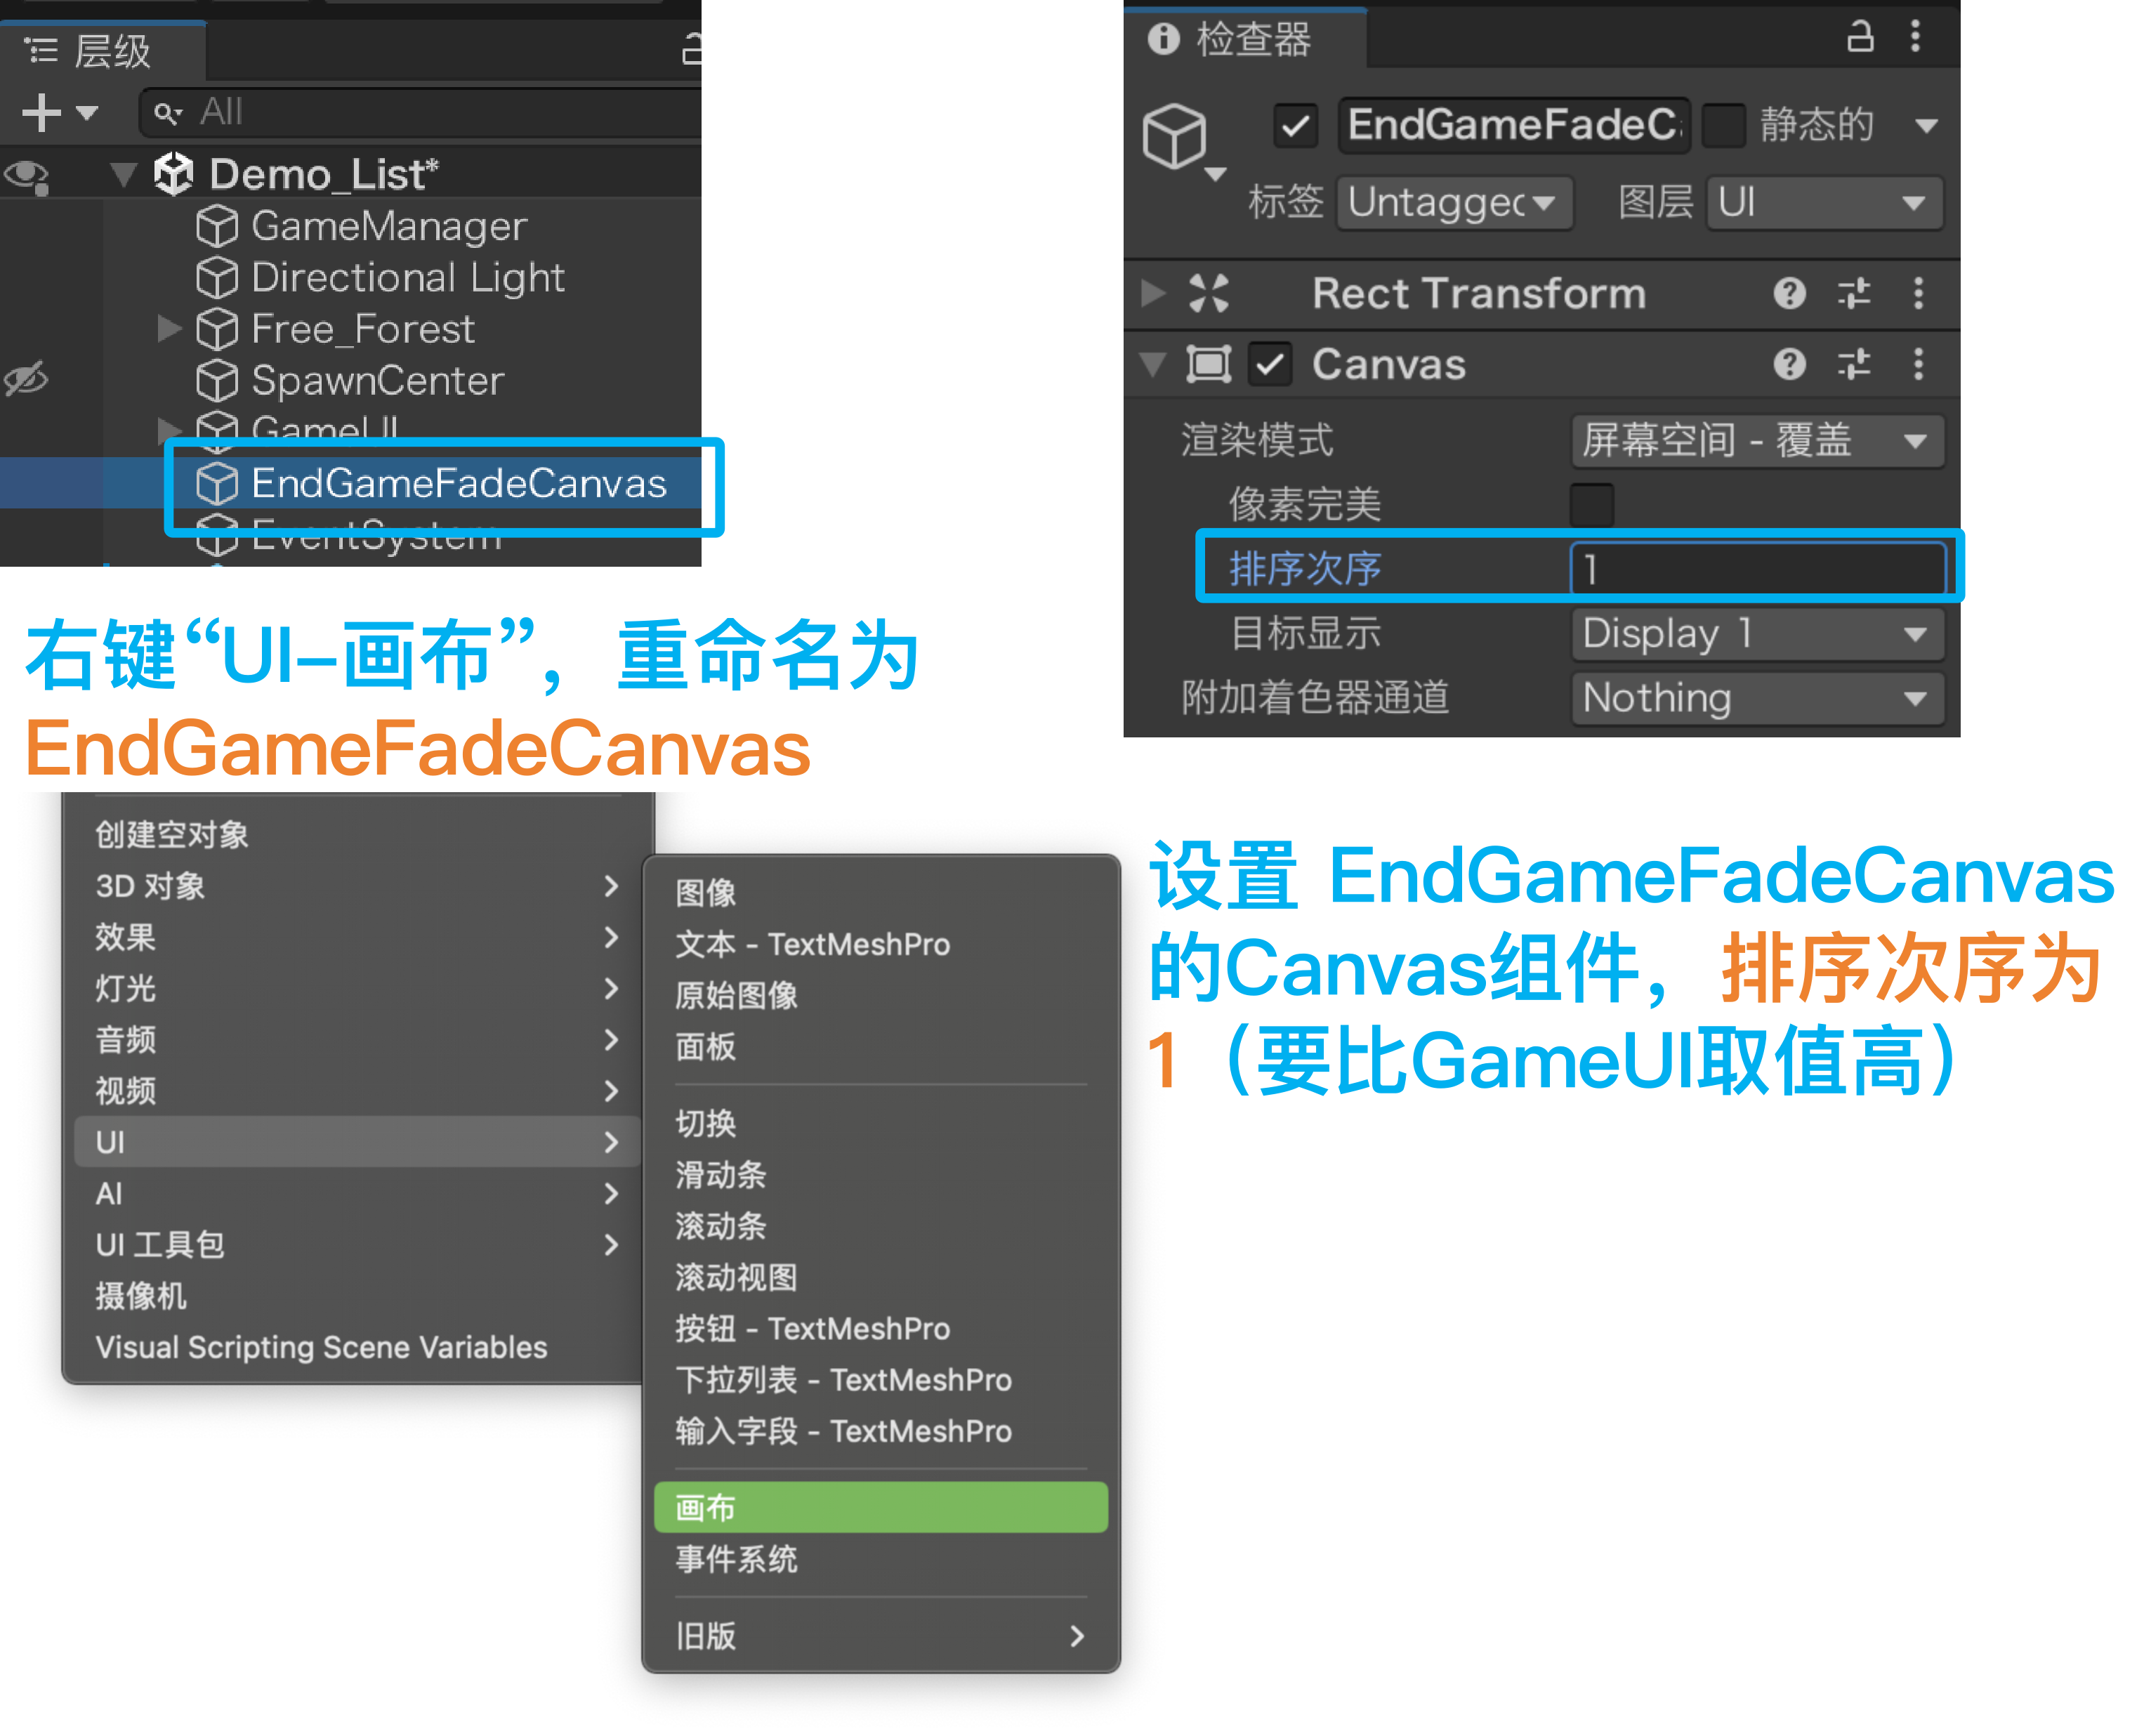 层级
All
Demo_List*
GameManager
Directional Light
Free_Forest
SpawnCenter
GameUI
EndGameFadeCanvas
EventSystem
右键“UI–画布”，重命名为
EndGameFadeCanvas
创建空对象
3D 对象
效果
灯光
音频
视频
UI
AI
UI 工具包
摄像机
Visual Scripting Scene Variables
图像
文本 - TextMeshPro
原始图像
面板
切换
滑动条
滚动条
滚动视图
按钮 - TextMeshPro
下拉列表 - TextMeshPro
输入字段 - TextMeshPro
画布
事件系统
旧版
检查器
EndGameFadeC 静态的
标签 Untagged 图层 UI
Rect Transform
Canvas
渲染模式 屏幕空间 - 覆盖
像素完美
排序次序 1
目标显示 Display 1
附加着色器通道 Nothing
设置 EndGameFadeCanvas
的Canvas组件，排序次序为
1（要比GameUI取值高）